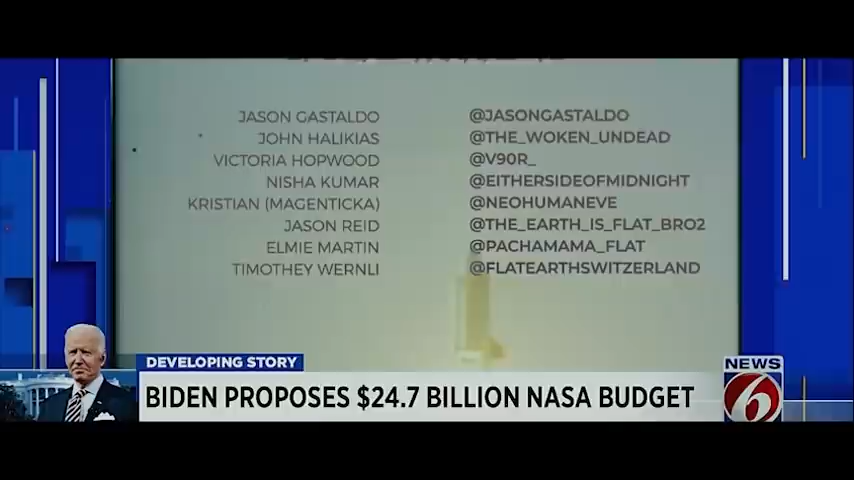 JASON GASTALDO @JASONGASTALDO
JOHN HALIKIAS @THE_WOKEN_UNDEAD
VICTORIA HOPWOOD @V90R_
NISHA KUMAR @EITHERSIDEOFMIDNIGHT
KRISTIAN (MAGENTICKA) @NEOHUMANEVE
JASON REID @THE_EARTH_IS_FLAT_BRO2
ELMIE MARTIN @PACHAMAMA_FLAT
TIMOTHEY WERNLI @FLATEARTHSWITZERLAND
DEVELOPING STORY
BIDEN PROPOSES $24.7 BILLION NASA BUDGET
NEWS
6